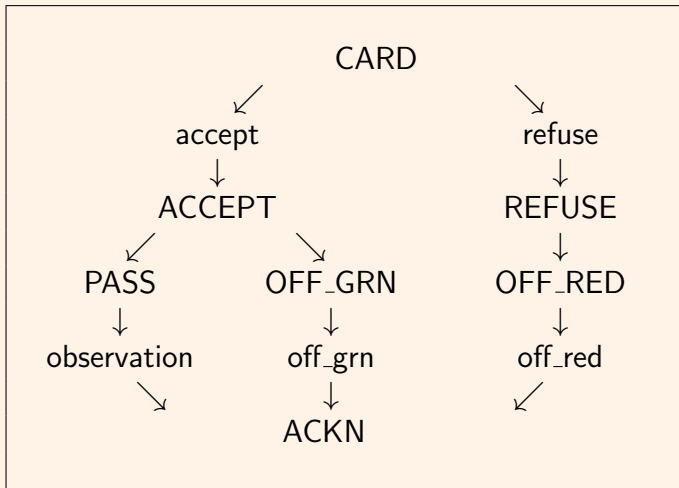 CARD
accept refuse
ACCEPT REFUSE
PASS OFF_GRN OFF_RED
observation off_grn off_red
ACKN